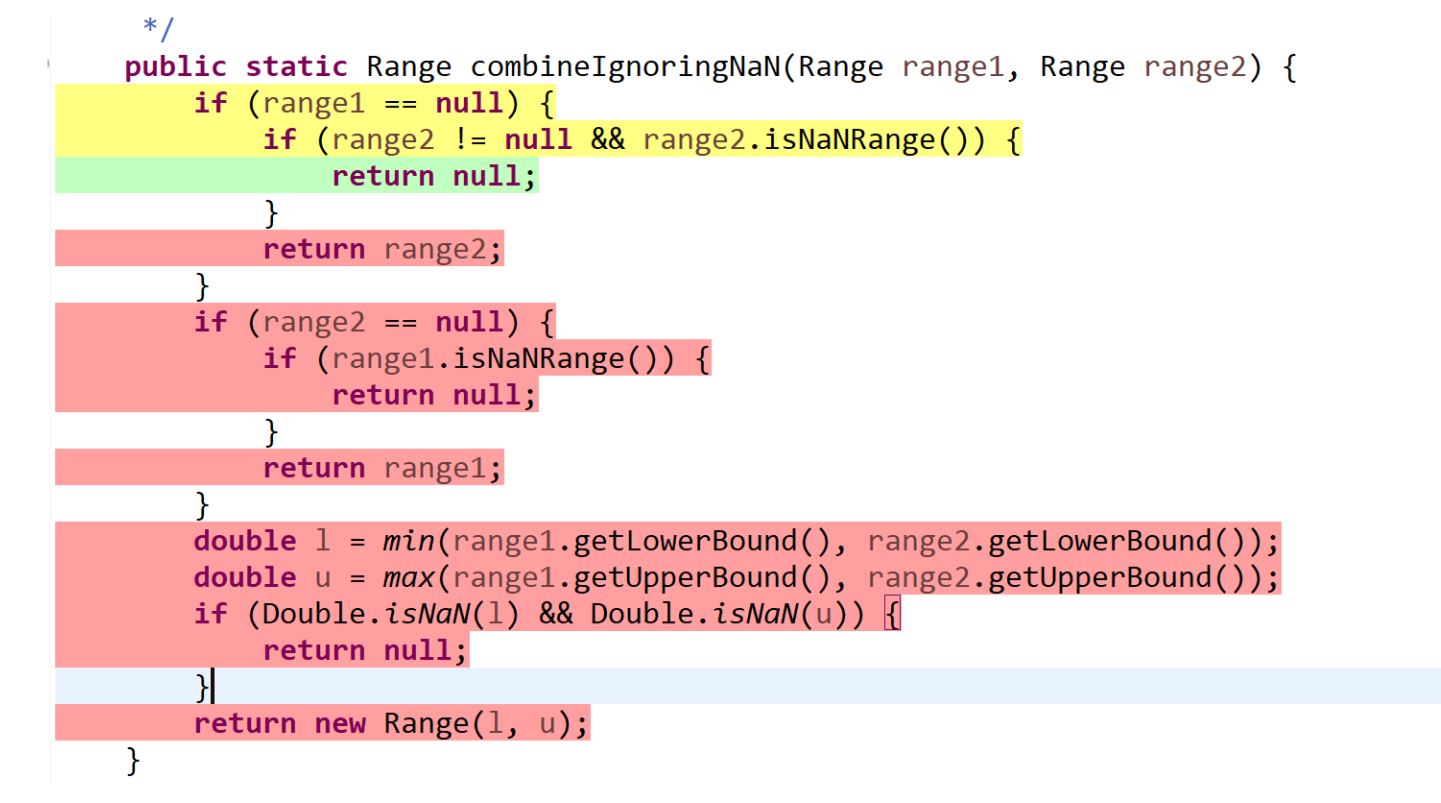 */
public static Range combineIgnoringNaN(Range range1, Range range2) {
if (range1 == null) {
if (range2 != null && range2.isNaNRange()) {
return null;
}
return range2;
}
if (range2 == null) {
if (range1.isNaNRange()) {
return null;
}
return range1;
}
double l = min(range1.getLowerBound(), range2.getLowerBound());
double u = max(range1.getUpperBound(), range2.getUpperBound());
if (Double.isNaN(l) && Double.isNaN(u)) {
return null;
}
return new Range(l, u);
}